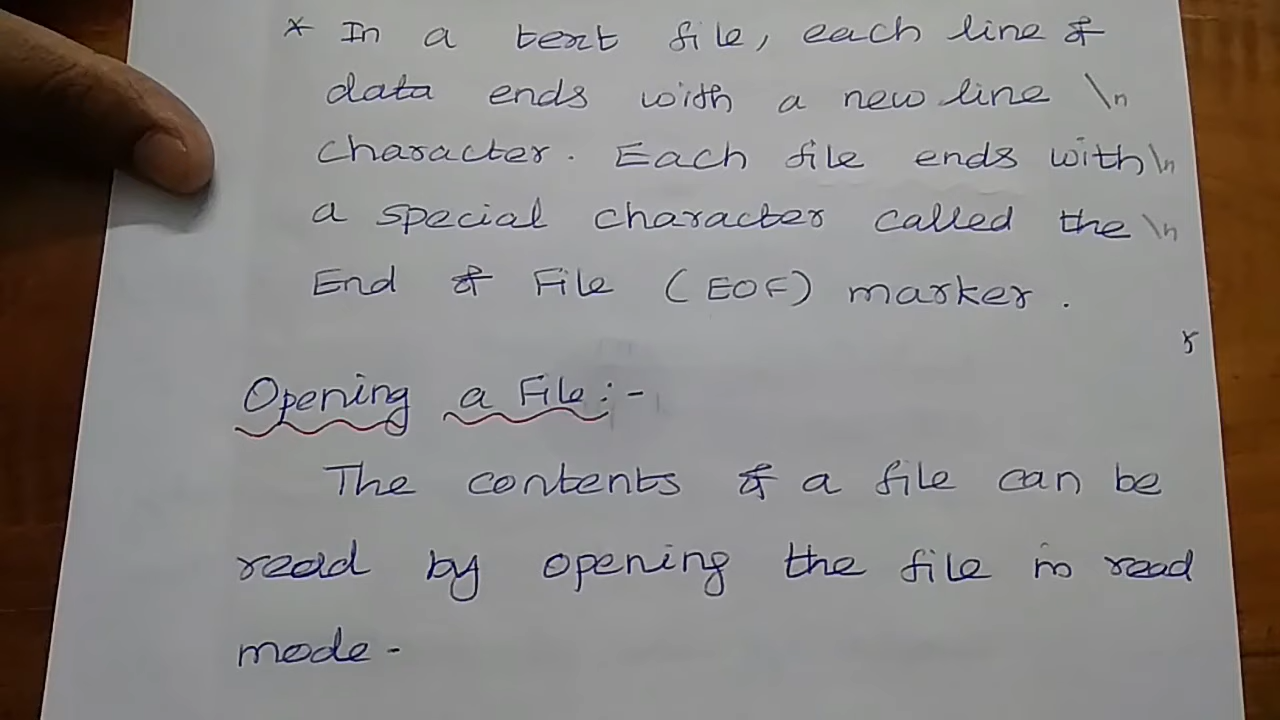 * In a text file, each line of
data ends with a new line \n
character. Each file ends with \n
a special character called the \n
End of File (EOF) marker.
r
Opening a File:-
The contents of a file can be
read by opening the file in read
mode-